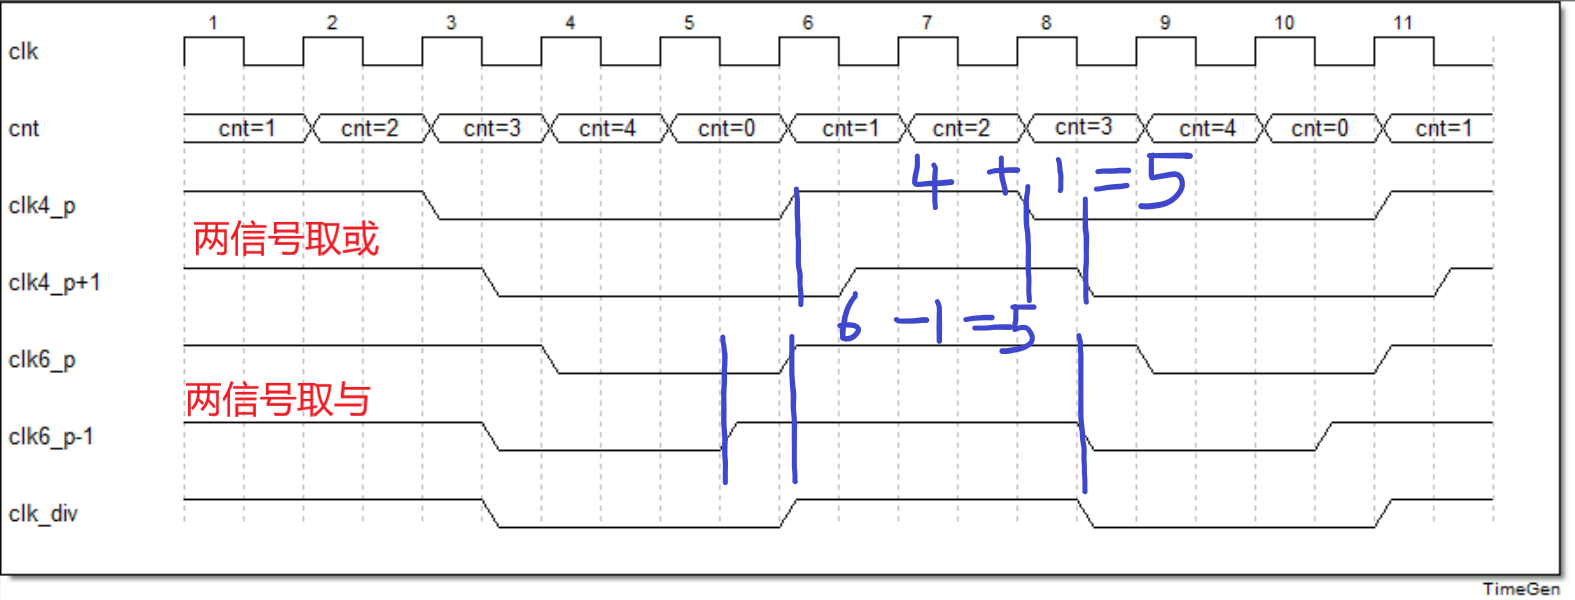 1 2 3 4 5 6 7 8 9 10 11
clk
cnt cnt=1 cnt=2 cnt=3 cnt=4 cnt=0 cnt=1 cnt=2 cnt=3 cnt=4 cnt=0 cnt=1
4 + 1 = 5
clk4_p
两信号取或
clk4_p+1
6 - 1 = 5
clk6_p
两信号取与
clk6_p-1
clk_div
TimeGen